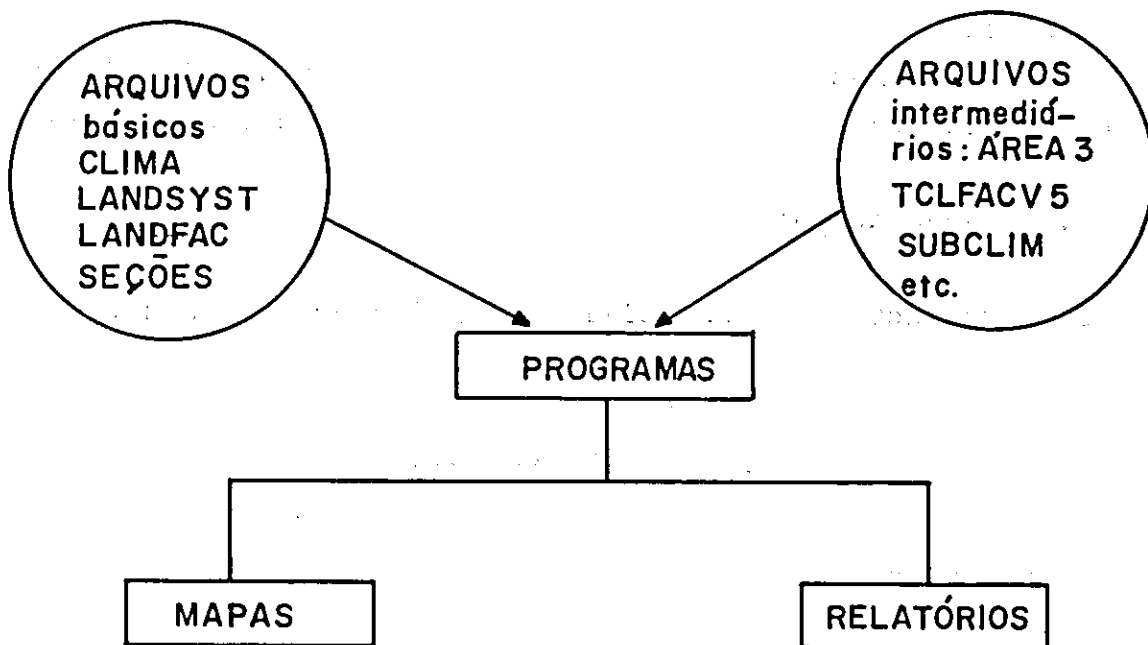 ARQUIVOS
básicos
CLIMA
LANDSYST
LANDFAC
SEÇÕES
ARQUIVOS
intermediá-
rios: ÁREA 3
TCLFACV 5
SUBCLIM
etc.
PROGRAMAS
MAPAS
RELATÓRIOS